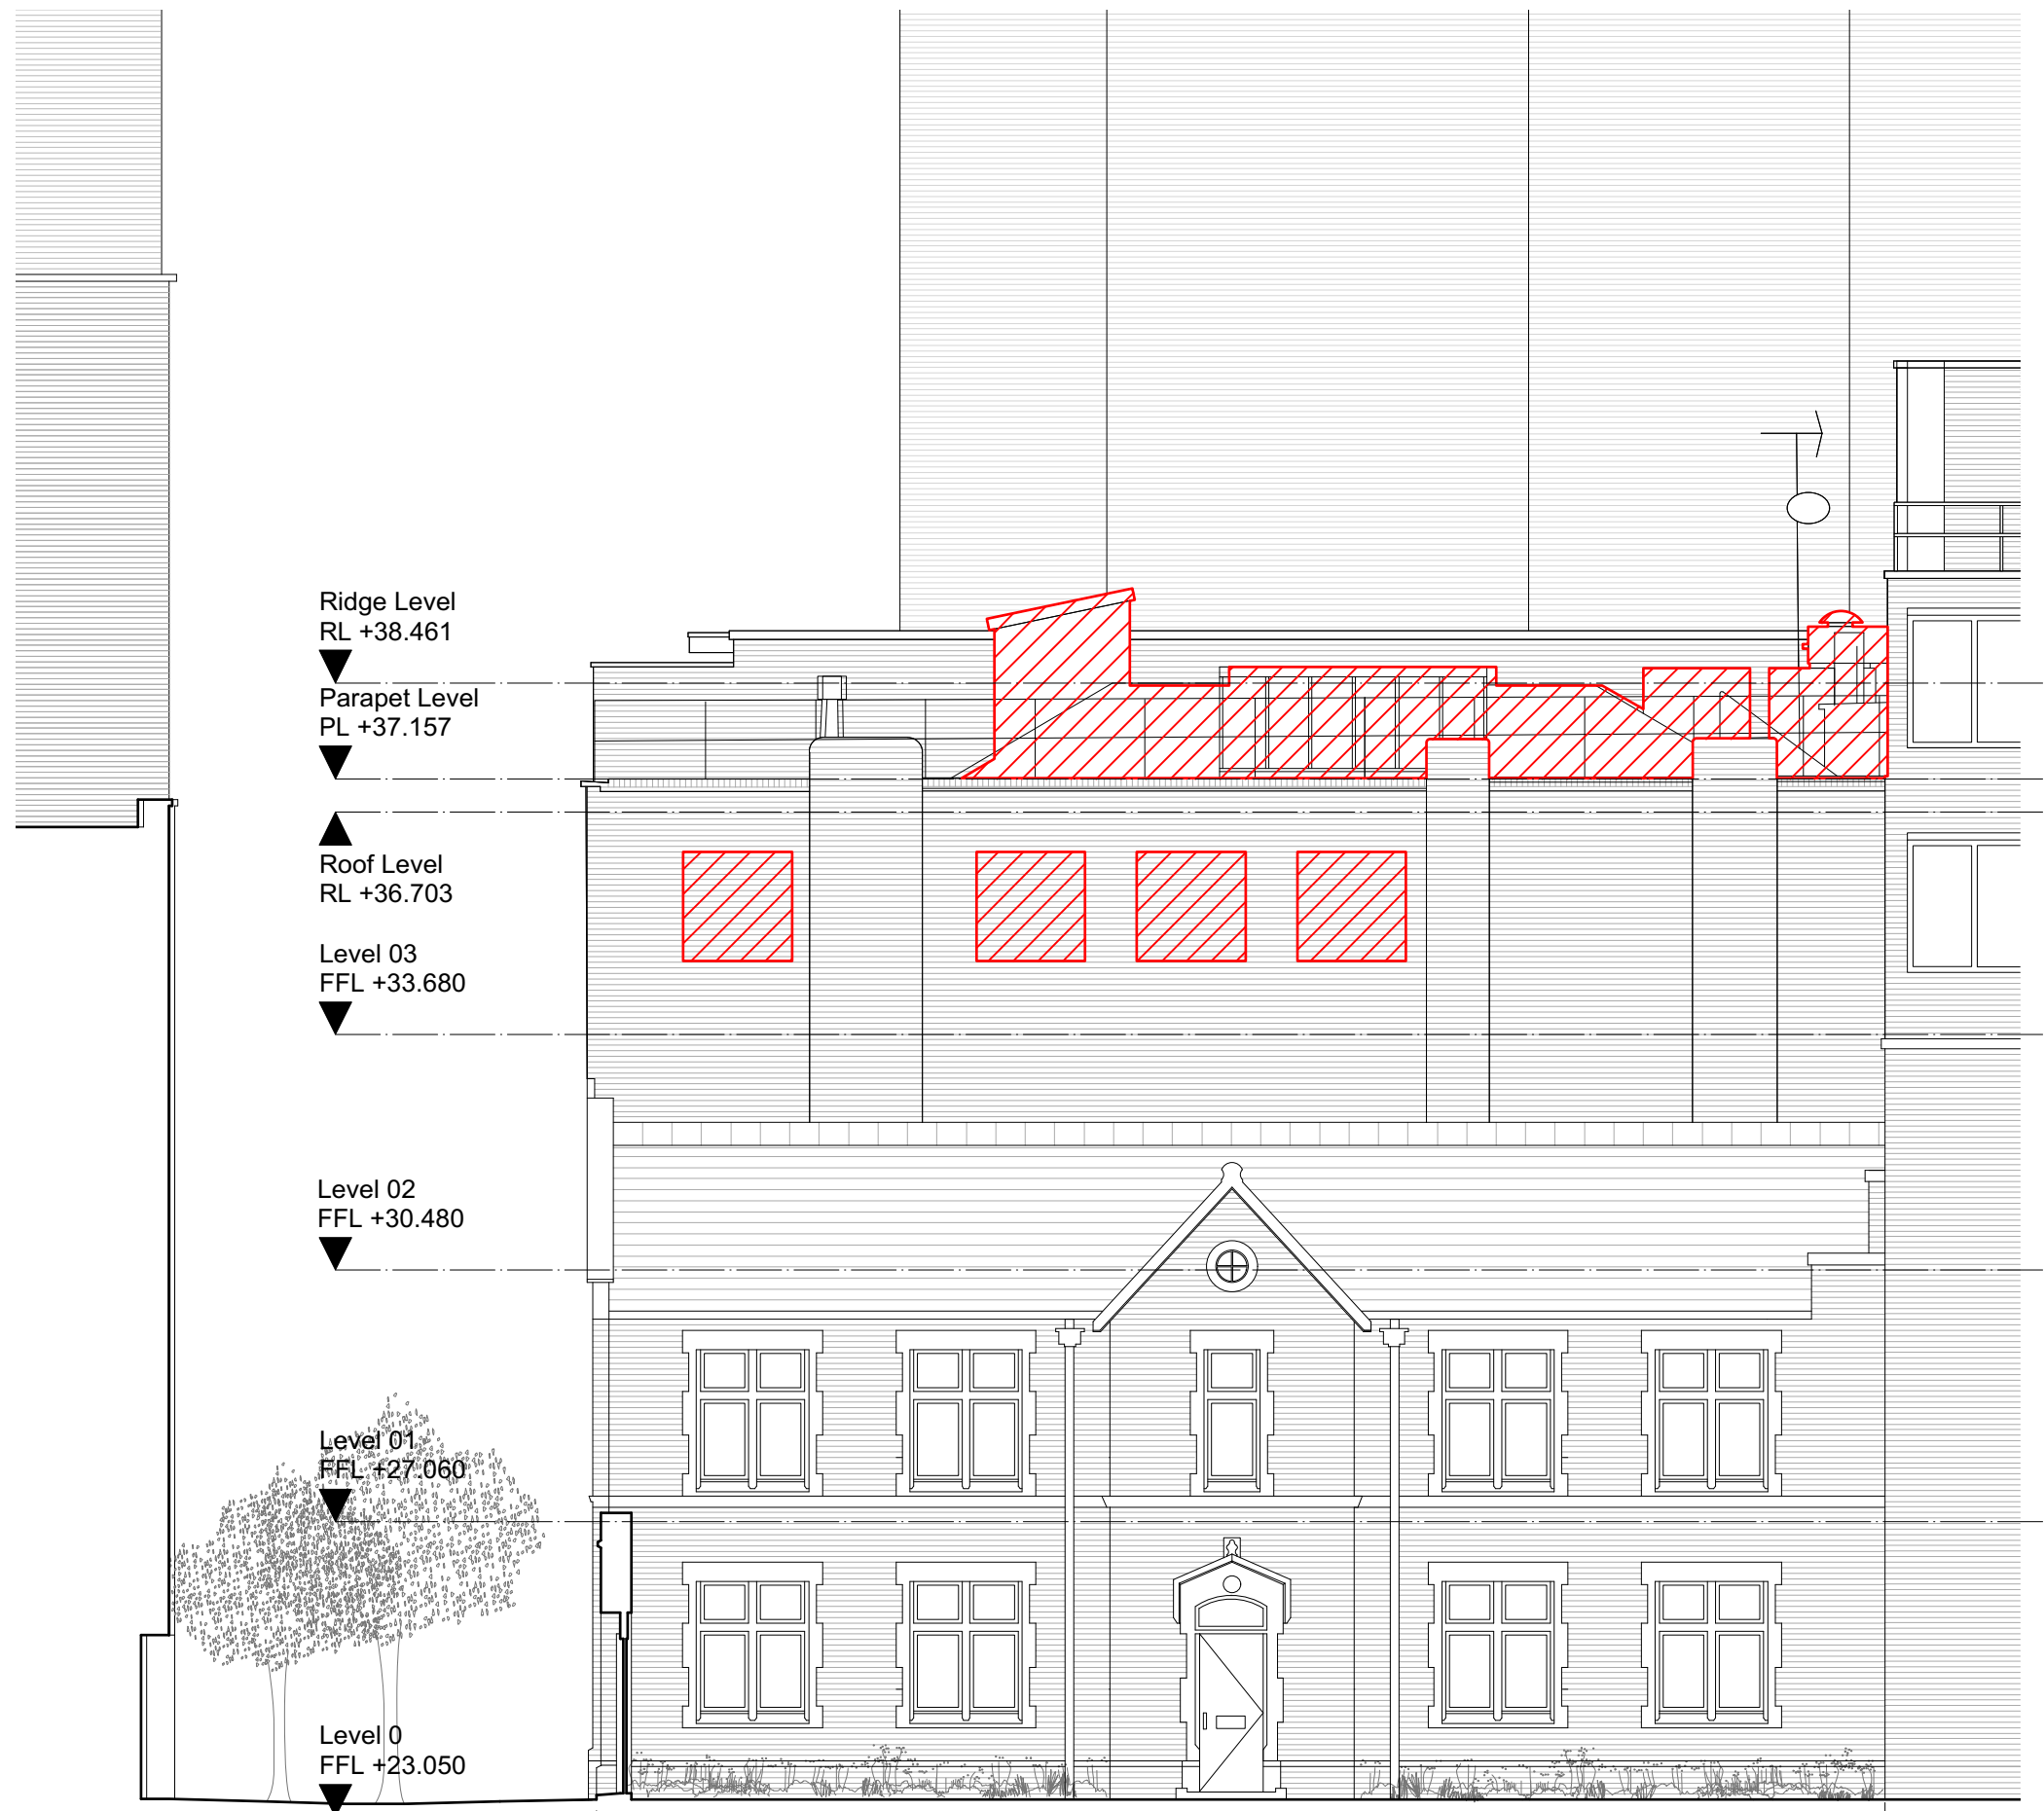 Ridge Level
RL +38.461
Parapet Level
PL +37.157
Roof Level
RL +36.703
Level 03
FFL +33.680
Level 02
FFL +30.480
Level 01
FFL +27.060
Level 0
FFL +23.050